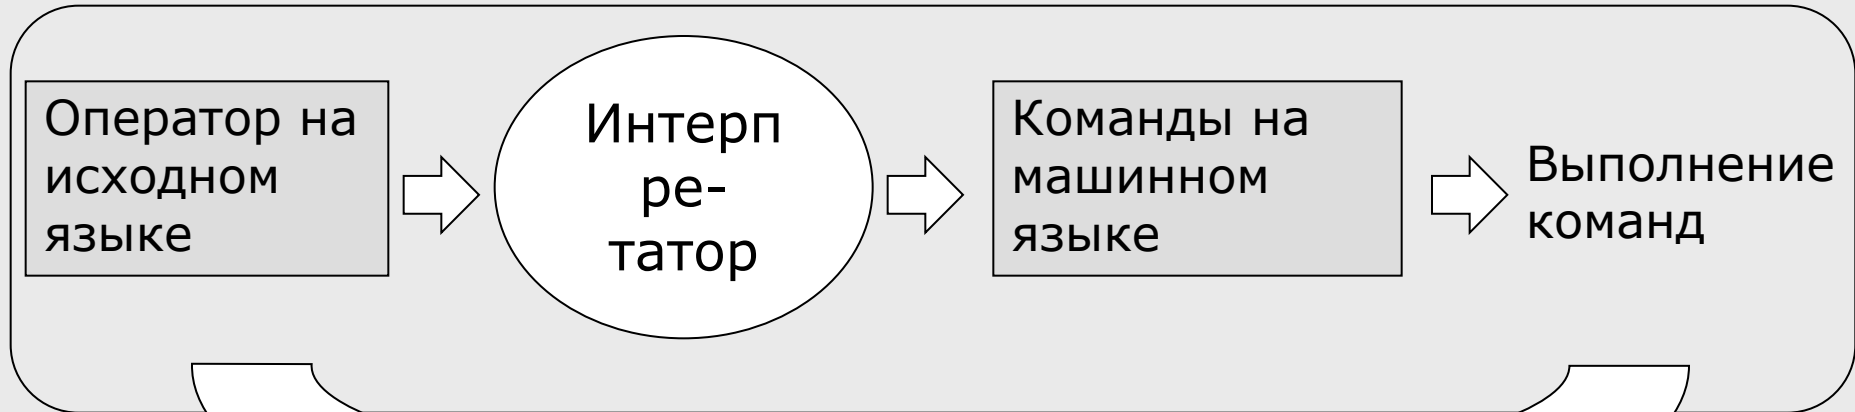 Оператор на
исходном
языке
Интерп
ре-
татор
Команды на
машинном
языке
Выполнение
команд